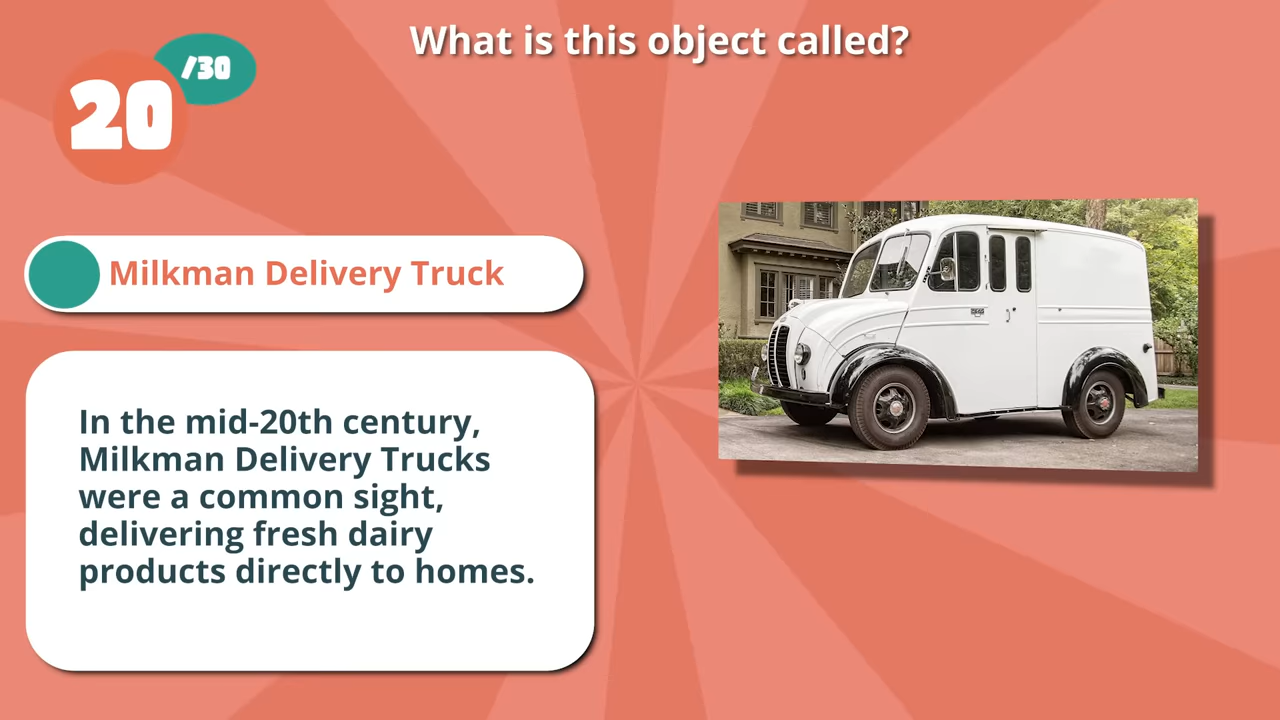 What is this object called?
20
/30
Milkman Delivery Truck
In the mid-20th century,
Milkman Delivery Trucks
were a common sight,
delivering fresh dairy
products directly to homes.